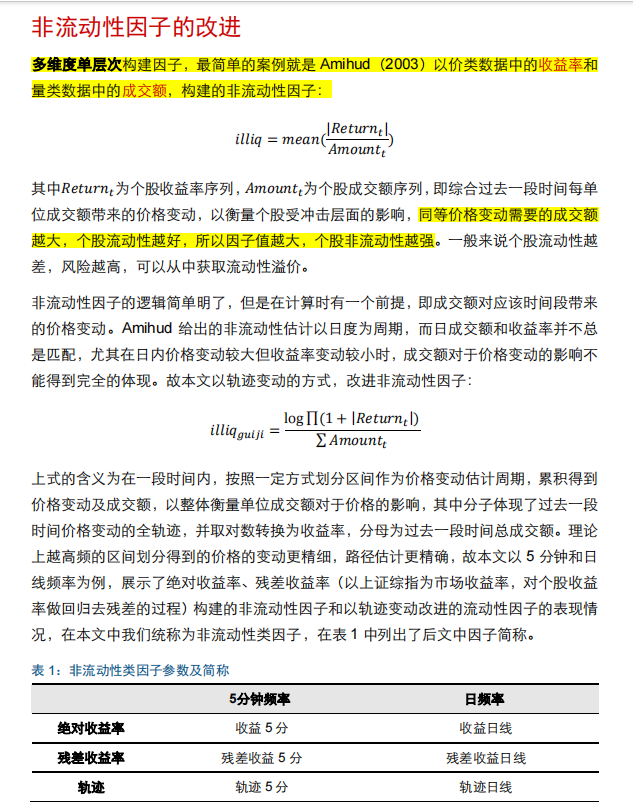 非流动性因子的改进
多维度单层次构建因子，最简单的案例就是 Amihud（2003）以价类数据中的收益率和
量类数据中的成交额，构建的非流动性因子：
illiq = mean(|Return_t| / Amount_t)
其中Return_t为个股收益率序列，Amount_t为个股成交额序列，即综合过去一段时间每单
位成交额带来的价格变动，以衡量个股受冲击层面的影响，同等价格变动需要的成交额
越大，个股流动性越好，所以因子值越大，个股非流动性越强。一般来说个股流动性越
差，风险越高，可以从中获取流动性溢价。
非流动性因子的逻辑简单明了，但是在计算时有一个前提，即成交额对应该时间段带来
的价格变动。Amihud 给出的非流动性估计以日度为周期，而日成交额和收益率并不总
是匹配，尤其在日内价格变动较大但收益率变动较小时，成交额对于价格变动的影响不
能得到完全的体现。故本文以轨迹变动的方式，改进非流动性因子：
illiq_guiji = log ∏(1 + |Return_t|) / ∑ Amount_t
上式的含义为在一段时间内，按照一定方式划分区间作为价格变动估计周期，累积得到
价格变动及成交额，以整体衡量单位成交额对于价格的影响，其中分子体现了过去一段
时间价格变动的全轨迹，并取对数转换为收益率，分母为过去一段时间总成交额。理论
上越高频的区间划分得到的价格的变动更精细，路径估计更精确，故本文以 5 分钟和日
线频率为例，展示了绝对收益率、残差收益率（以上证综指为市场收益率，对个股收益
率做回归去残差的过程）构建的非流动性因子和以轨迹变动改进的流动性因子的表现情
况，在本文中我们统称为非流动性类因子，在表 1 中列出了后文中因子简称。
表 1：非流动性类因子参数及简称
5分钟频率 日频率
绝对收益率 收益 5 分 收益日线
残差收益率 残差收益 5 分 残差收益日线
轨迹 轨迹 5 分 轨迹日线